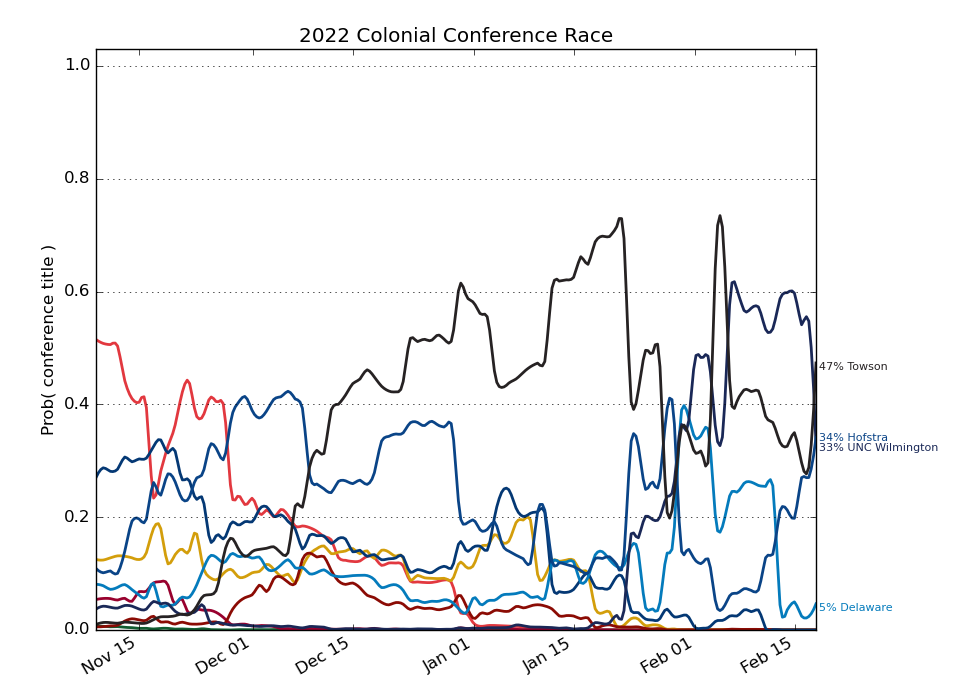 2022 Colonial Conference Race
1.0
0.8
0.6
0.4
0.2
0.0
Prob( conference title )
47% Towson
34% Hofstra
33% UNC Wilmington
5% Delaware
Nov 15
Dec 01
Dec 15
Jan 01
Jan 15
Feb 01
Feb 15